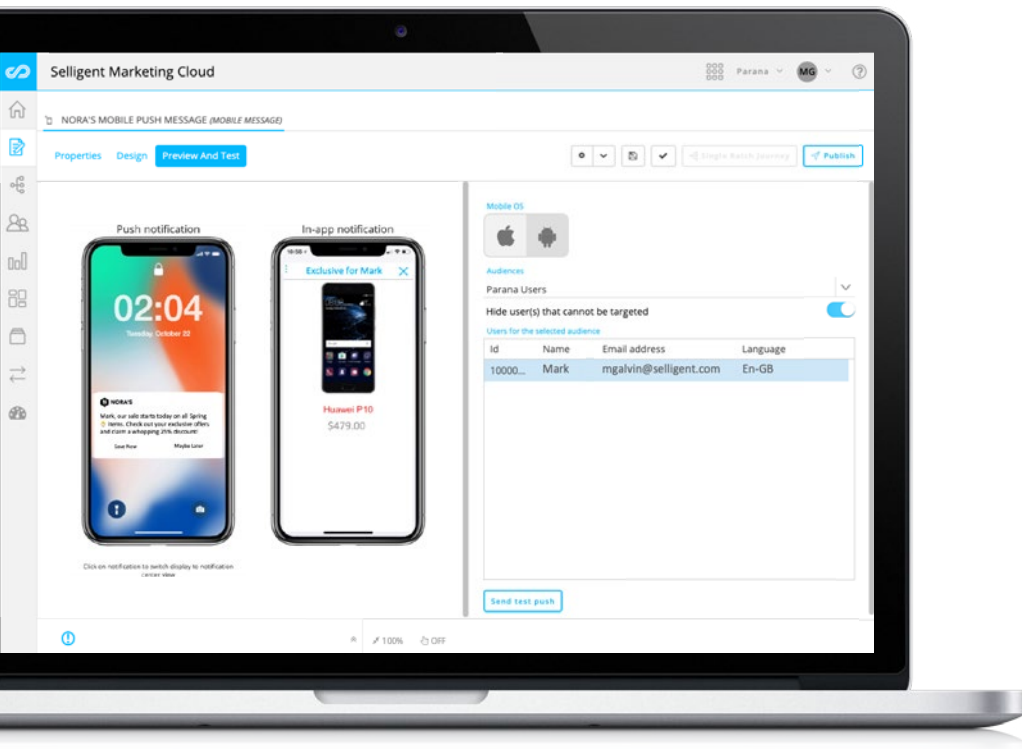 Selligent Marketing Cloud
Parana
MG
NORA'S MOBILE PUSH MESSAGE (MOBILE MESSAGE)
Properties Design Preview And Test
Single Batch Journey
Publish
Push notification
In-app notification
02:04
Tuesday, October 22
NORA'S
Mark, our sale starts today on all Spring
items. Check out your exclusive offers
and claim a whopping 25% discount!
Save Now Maybe Later
Click on notification to switch display to notification
center view
Exclusive for Mark
Huawei P10
$479.00
Mobile OS
Audiences
Parana Users
Hide user(s) that cannot be targeted
Users for the selected audience
Id Name Email address Language
10000... Mark mgalvin@selligent.com En-GB
Send test push
100% OFF